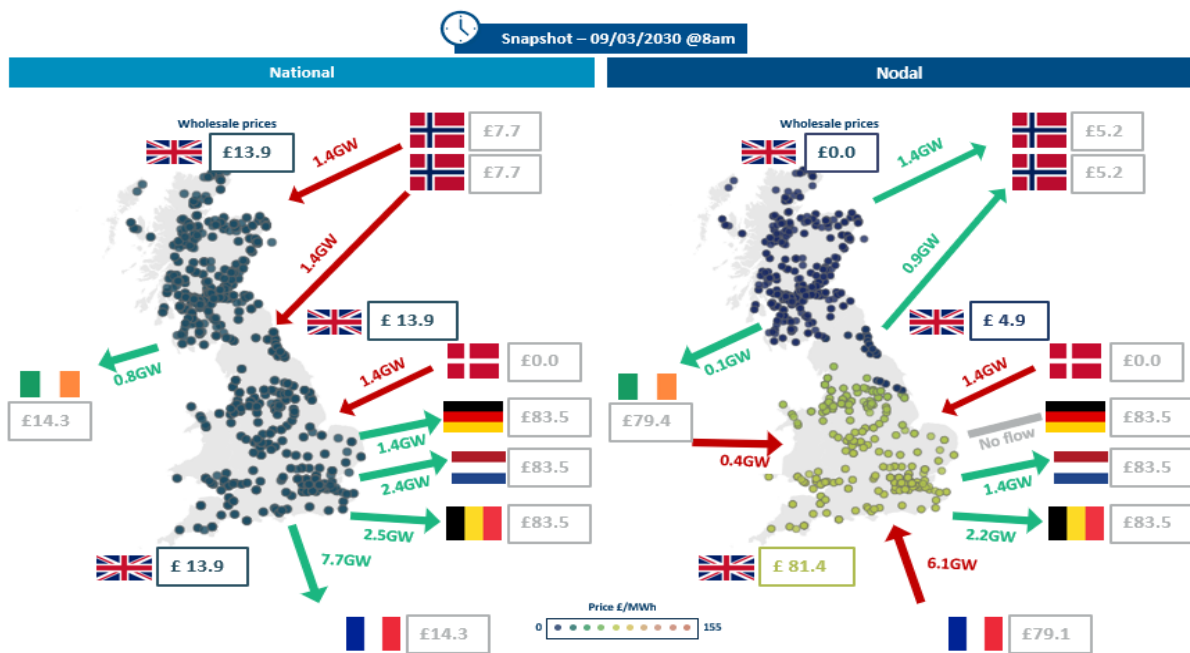 Snapshot – 09/03/2030 @8am
National
Nodal
Wholesale prices
£13.9
1.4GW
£7.7
£7.7
1.4GW
£ 13.9
0.8GW
£14.3
1.4GW
£0.0
1.4GW
£83.5
2.4GW
£83.5
2.5GW
£83.5
£ 13.9
7.7GW
£14.3
Wholesale prices
£0.0
1.4GW
£5.2
£5.2
0.9GW
£ 4.9
0.1GW
£79.4
0.4GW
1.4GW
£0.0
No flow
£83.5
1.4GW
£83.5
2.2GW
£83.5
£ 81.4
6.1GW
£79.1
Price £/MWh
0
155